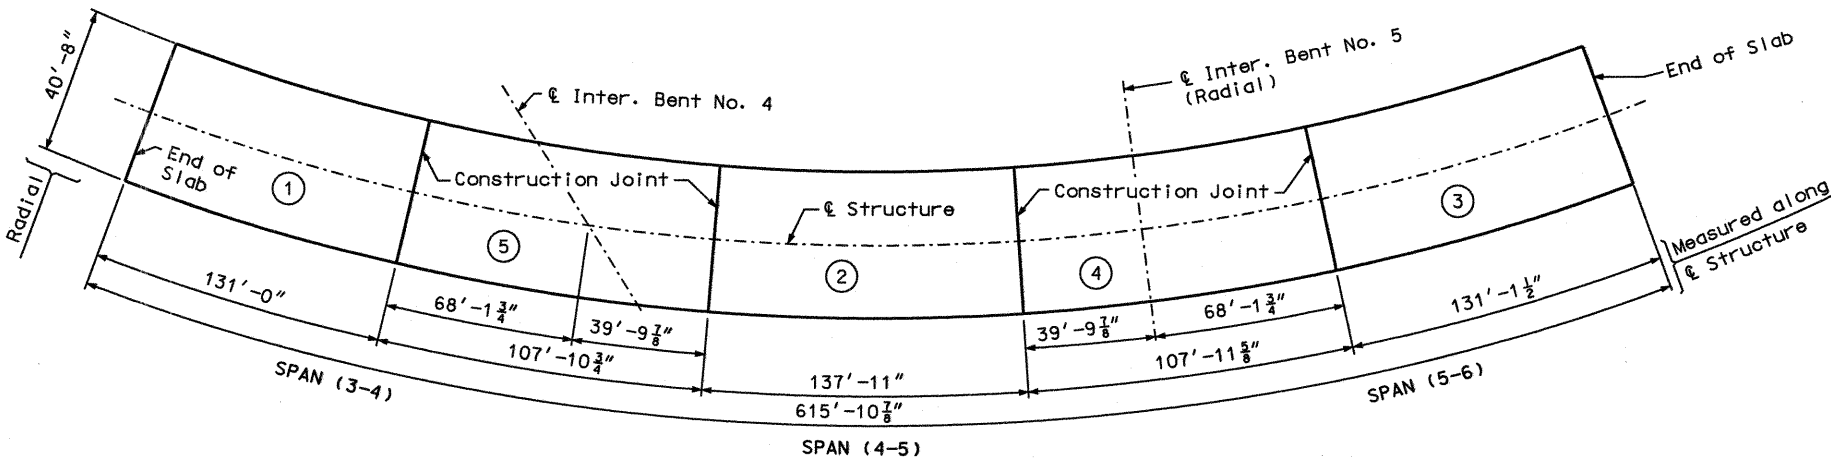 40'-8"
Radial
End of
Slab
①
℄ Inter. Bent No. 4
Construction Joint
⑤
℄ Structure
②
℄ Inter. Bent No. 5
(Radial)
Construction Joint
④
③
End of Slab
Measured along
℄ Structure
131'-0"
68'-1¾"
39'-9⅞"
107'-10¾"
137'-11"
39'-9⅞"
68'-1¾"
107'-11⅝"
131'-1½"
615'-10⅞"
SPAN (3-4)
SPAN (4-5)
SPAN (5-6)